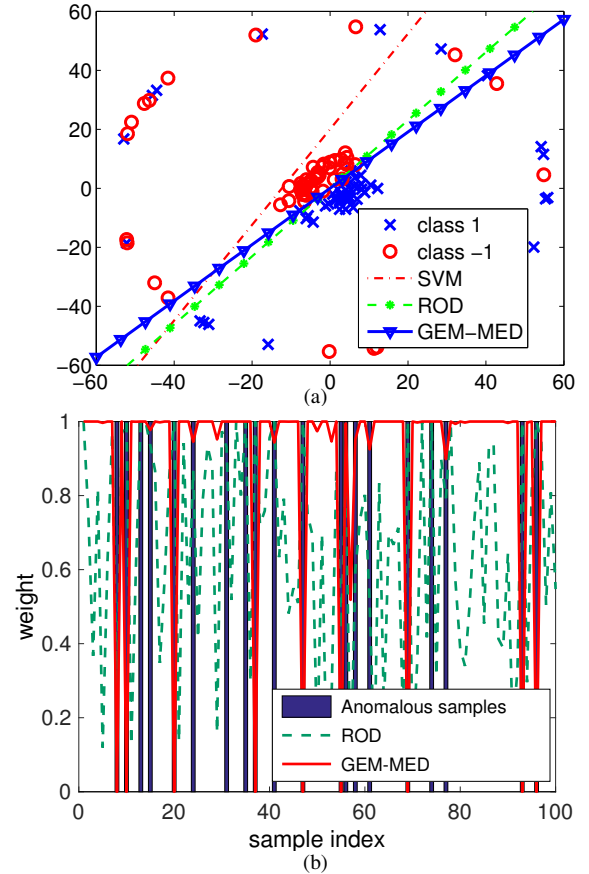 60
40
20
0
−20
−40
−60
−60 −40 −20 0 20 40 60
class 1
class −1
SVM
ROD
GEM−MED
(a)
1
0.8
0.6
0.4
0.2
0
weight
Anomalous samples
ROD
GEM-MED
0 20 40 60 80 100
sample index
(b)